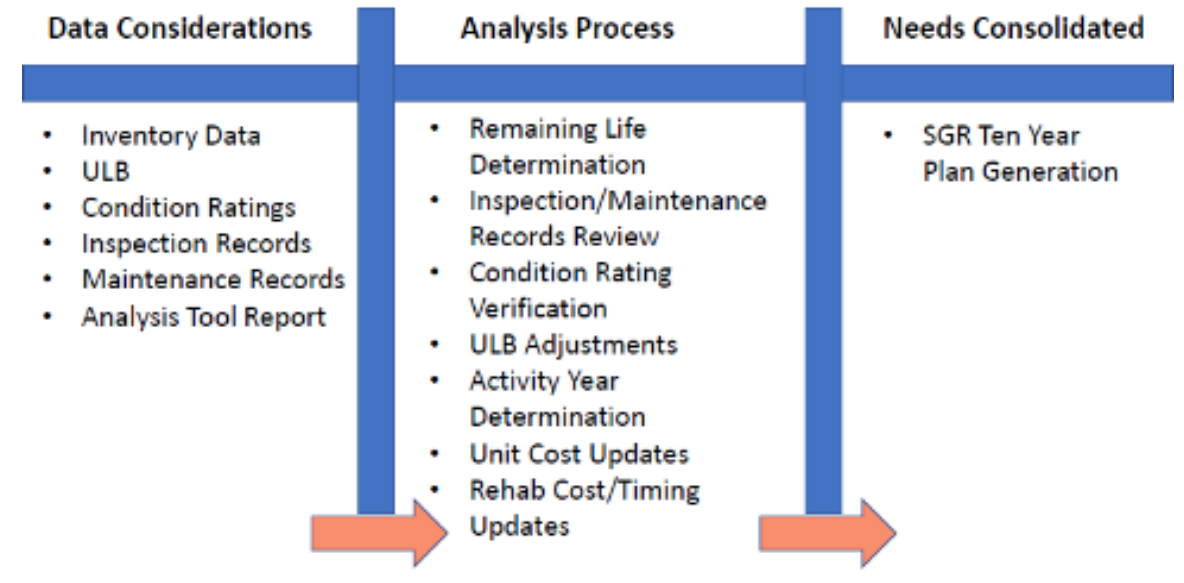 Data Considerations
• Inventory Data
• ULB
• Condition Ratings
• Inspection Records
• Maintenance Records
• Analysis Tool Report
Analysis Process
• Remaining Life
Determination
• Inspection/Maintenance
Records Review
• Condition Rating
Verification
• ULB Adjustments
• Activity Year
Determination
• Unit Cost Updates
• Rehab Cost/Timing
Updates
Needs Consolidated
• SGR Ten Year
Plan Generation